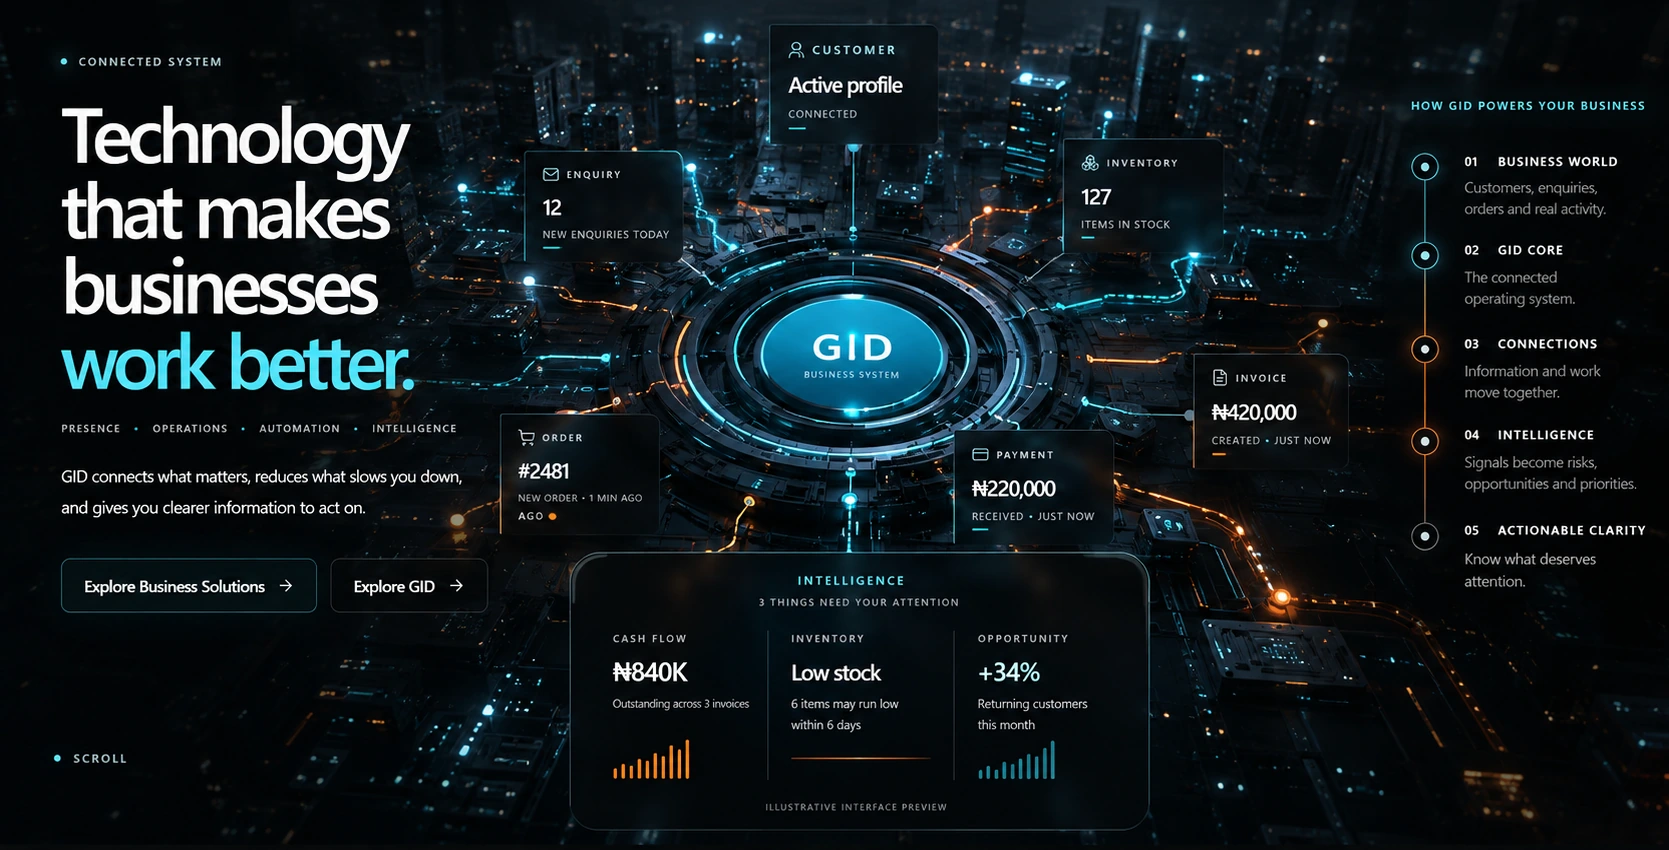 CONNECTED SYSTEM
Technology
that makes
businesses
work better.
PRESENCE • OPERATIONS • AUTOMATION • INTELLIGENCE
GID connects what matters, reduces what slows you down,
and gives you clearer information to act on.
Explore Business Solutions →
Explore GID →
SCROLL
CUSTOMER
Active profile
CONNECTED
ENQUIRY
12
NEW ENQUIRIES TODAY
INVENTORY
127
ITEMS IN STOCK
GID
BUSINESS SYSTEM
INVOICE
₦420,000
CREATED • JUST NOW
ORDER
#2481
NEW ORDER • 1 MIN AGO
AGO
PAYMENT
₦220,000
RECEIVED • JUST NOW
INTELLIGENCE
3 THINGS NEED YOUR ATTENTION
CASH FLOW
₦840K
Outstanding across 3 invoices
INVENTORY
Low stock
6 items may run low
within 6 days
OPPORTUNITY
+34%
Returning customers
this month
ILLUSTRATIVE INTERFACE PREVIEW
HOW GID POWERS YOUR BUSINESS
01 BUSINESS WORLD
Customers, enquiries,
orders and real activity.
02 GID CORE
The connected
operating system.
03 CONNECTIONS
Information and work
move together.
04 INTELLIGENCE
Signals become risks,
opportunities and priorities.
05 ACTIONABLE CLARITY
Know what deserves
attention.